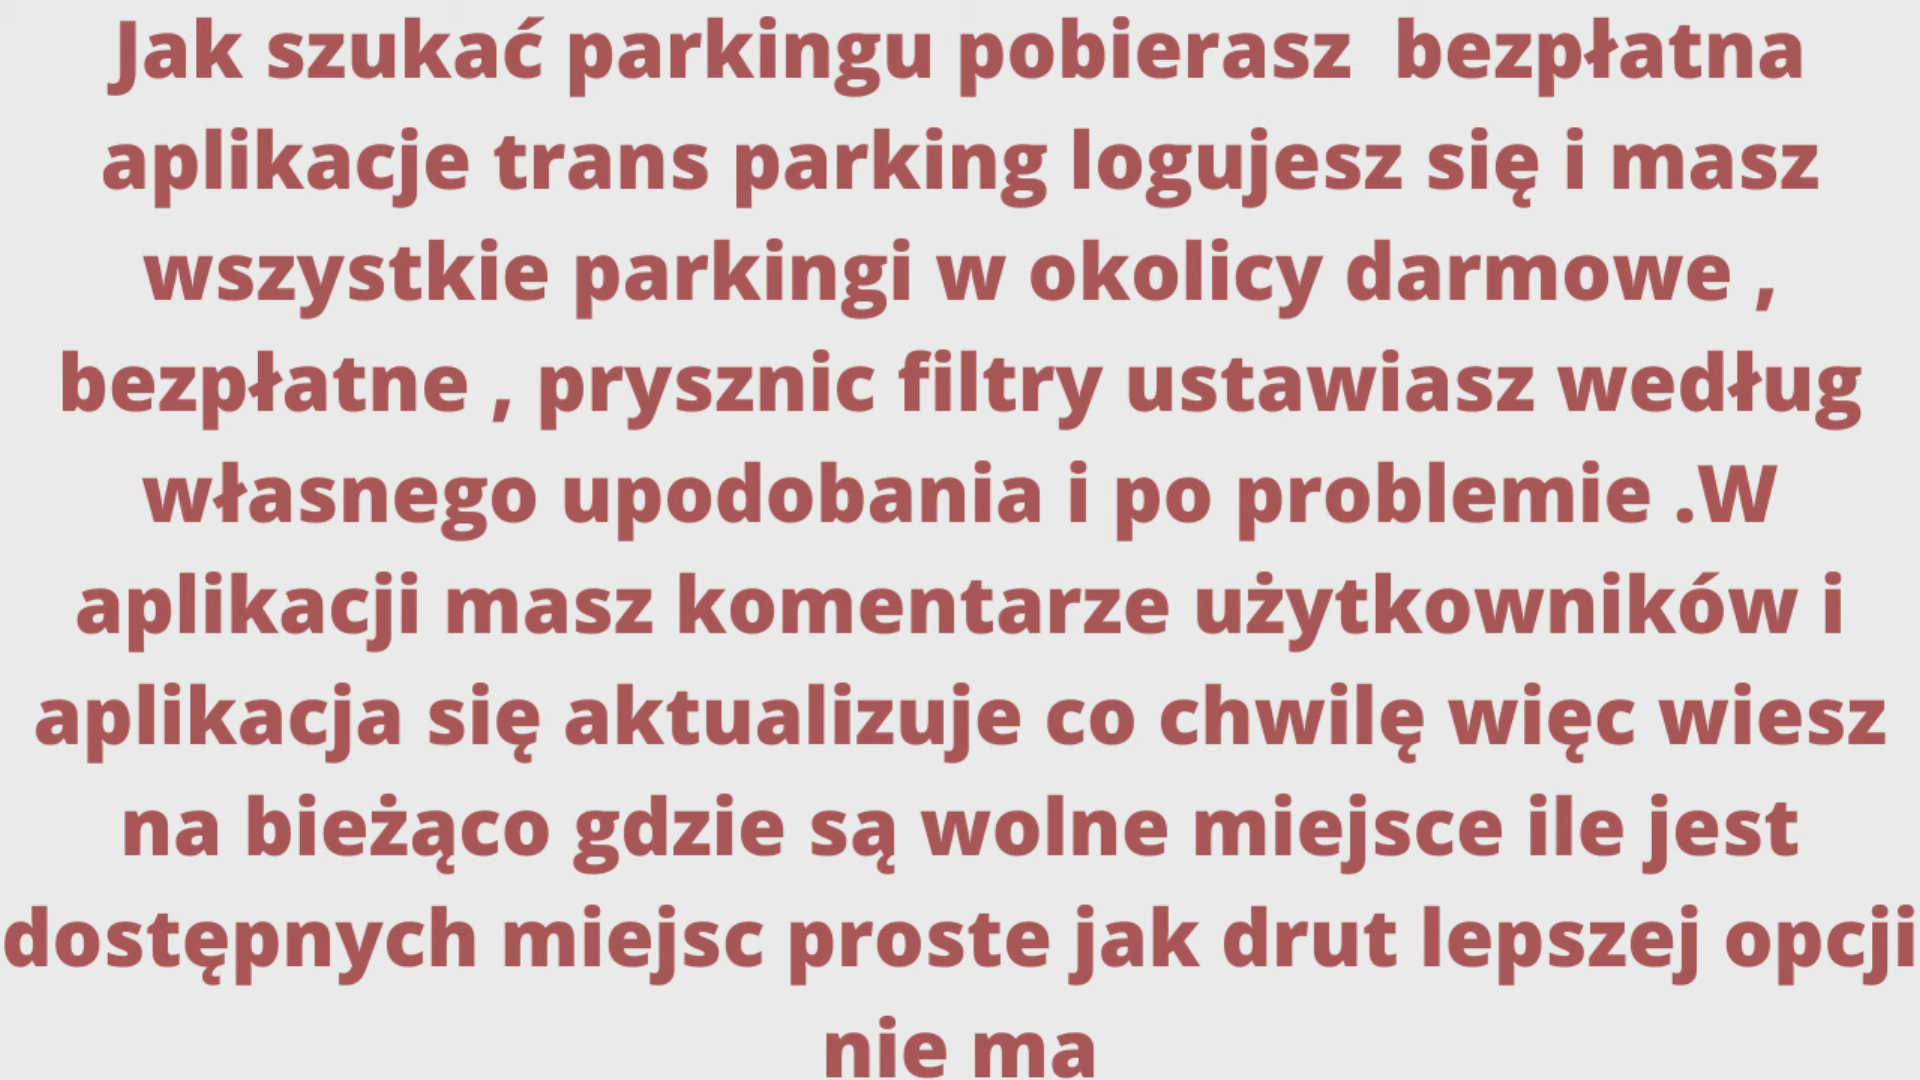 Jak szukać parkingu pobierasz  bezpłatna
aplikacje trans parking logujesz się i masz
wszystkie parkingi w okolicy darmowe ,
bezpłatne , prysznic filtry ustawiasz według
własnego upodobania i po problemie .W
aplikacji masz komentarze użytkowników i
aplikacja się aktualizuje co chwilę więc wiesz
na bieżąco gdzie są wolne miejsce ile jest
dostępnych miejsc proste jak drut lepszej opcji
nie ma